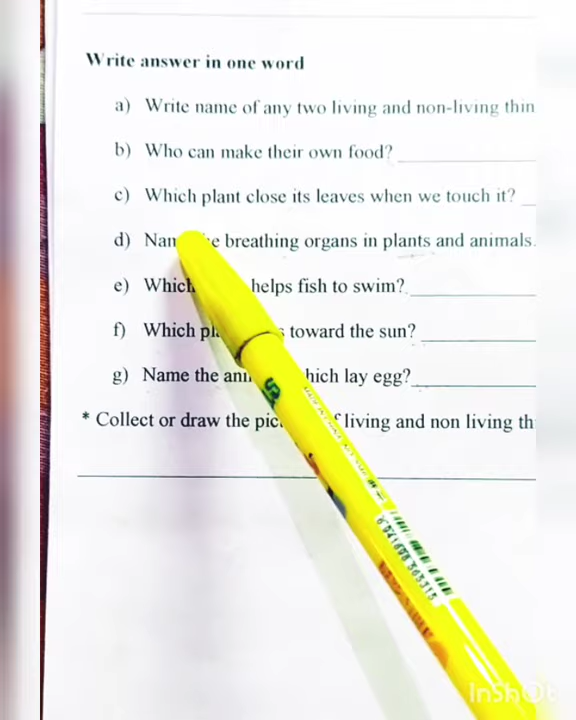 Write answer in one word
a) Write name of any two living and non-living thin
b) Who can make their own food?
c) Which plant close its leaves when we touch it?
d) Nam e breathing organs in plants and animals.
e) Which helps fish to swim?
f) Which pl s toward the sun?
g) Name the ani hich lay egg?
* Collect or draw the pic f living and non living th
6941698 365315
InShOt